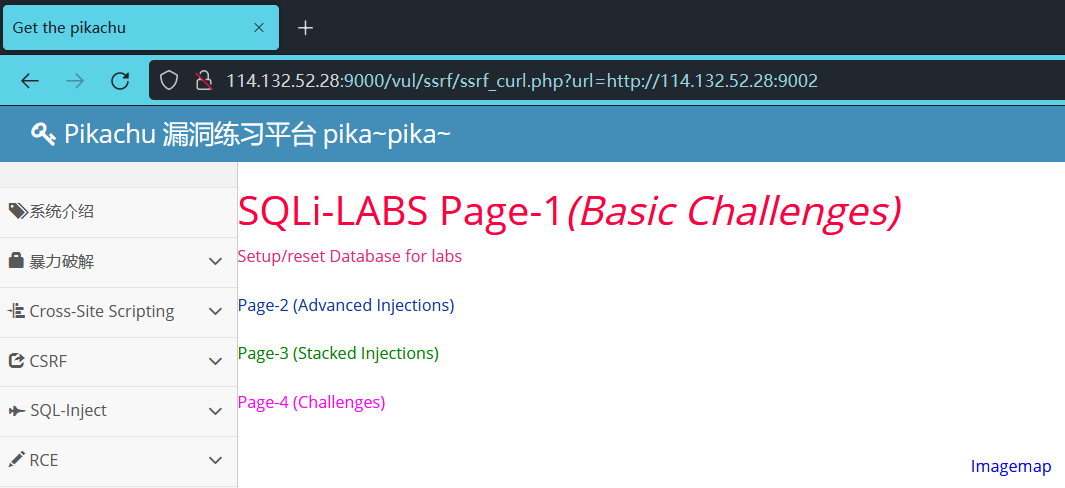 Get the pikachu
114.132.52.28:9000/vul/ssrf/ssrf_curl.php?url=http://114.132.52.28:9002
Pikachu 漏洞练习平台 pika~pika~
系统介绍
暴力破解
Cross-Site Scripting
CSRF
SQL-Inject
RCE
SQLi-LABS Page-1(Basic Challenges)
Setup/reset Database for labs
Page-2 (Advanced Injections)
Page-3 (Stacked Injections)
Page-4 (Challenges)
Imagemap